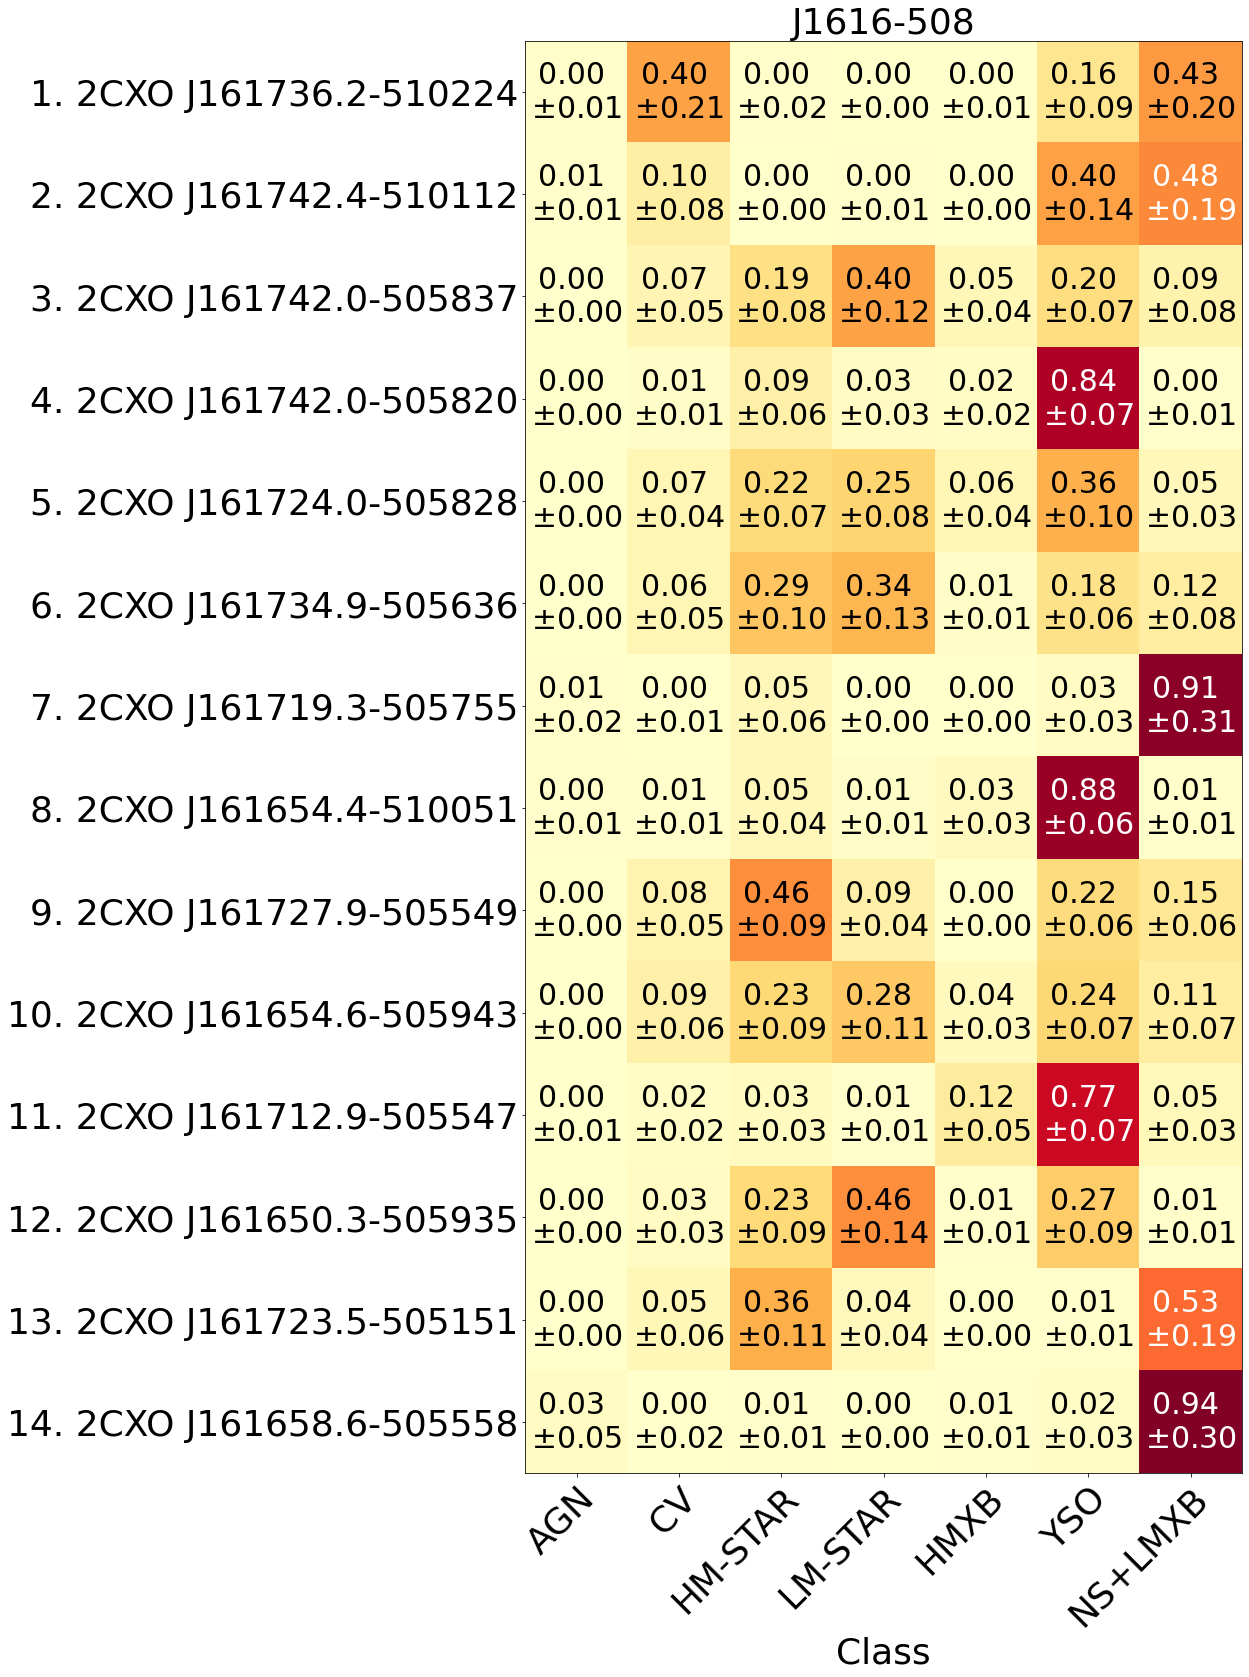 J1616-508
1. 2CXO J161736.2-510224 0.00 0.40 0.00 0.00 0.00 0.16 0.43
±0.01 ±0.21 ±0.02 ±0.00 ±0.01 ±0.09 ±0.20
2. 2CXO J161742.4-510112 0.01 0.10 0.00 0.00 0.00 0.40 0.48
±0.01 ±0.08 ±0.00 ±0.01 ±0.00 ±0.14 ±0.19
3. 2CXO J161742.0-505837 0.00 0.07 0.19 0.40 0.05 0.20 0.09
±0.00 ±0.05 ±0.08 ±0.12 ±0.04 ±0.07 ±0.08
4. 2CXO J161742.0-505820 0.00 0.01 0.09 0.03 0.02 0.84 0.00
±0.00 ±0.01 ±0.06 ±0.03 ±0.02 ±0.07 ±0.01
5. 2CXO J161724.0-505828 0.00 0.07 0.22 0.25 0.06 0.36 0.05
±0.00 ±0.04 ±0.07 ±0.08 ±0.04 ±0.10 ±0.03
6. 2CXO J161734.9-505636 0.00 0.06 0.29 0.34 0.01 0.18 0.12
±0.00 ±0.05 ±0.10 ±0.13 ±0.01 ±0.06 ±0.08
7. 2CXO J161719.3-505755 0.01 0.00 0.05 0.00 0.00 0.03 0.91
±0.02 ±0.01 ±0.06 ±0.00 ±0.00 ±0.03 ±0.31
8. 2CXO J161654.4-510051 0.00 0.01 0.05 0.01 0.03 0.88 0.01
±0.01 ±0.01 ±0.04 ±0.01 ±0.03 ±0.06 ±0.01
9. 2CXO J161727.9-505549 0.00 0.08 0.46 0.09 0.00 0.22 0.15
±0.00 ±0.05 ±0.09 ±0.04 ±0.00 ±0.06 ±0.06
10. 2CXO J161654.6-505943 0.00 0.09 0.23 0.28 0.04 0.24 0.11
±0.00 ±0.06 ±0.09 ±0.11 ±0.03 ±0.07 ±0.07
11. 2CXO J161712.9-505547 0.00 0.02 0.03 0.01 0.12 0.77 0.05
±0.01 ±0.02 ±0.03 ±0.01 ±0.05 ±0.07 ±0.03
12. 2CXO J161650.3-505935 0.00 0.03 0.23 0.46 0.01 0.27 0.01
±0.00 ±0.03 ±0.09 ±0.14 ±0.01 ±0.09 ±0.01
13. 2CXO J161723.5-505151 0.00 0.05 0.36 0.04 0.00 0.01 0.53
±0.00 ±0.06 ±0.11 ±0.04 ±0.00 ±0.01 ±0.19
14. 2CXO J161658.6-505558 0.03 0.00 0.01 0.00 0.01 0.02 0.94
±0.05 ±0.02 ±0.01 ±0.00 ±0.01 ±0.03 ±0.30
AGN CV HM-STAR LM-STAR HMXB YSO NS+LMXB
Class